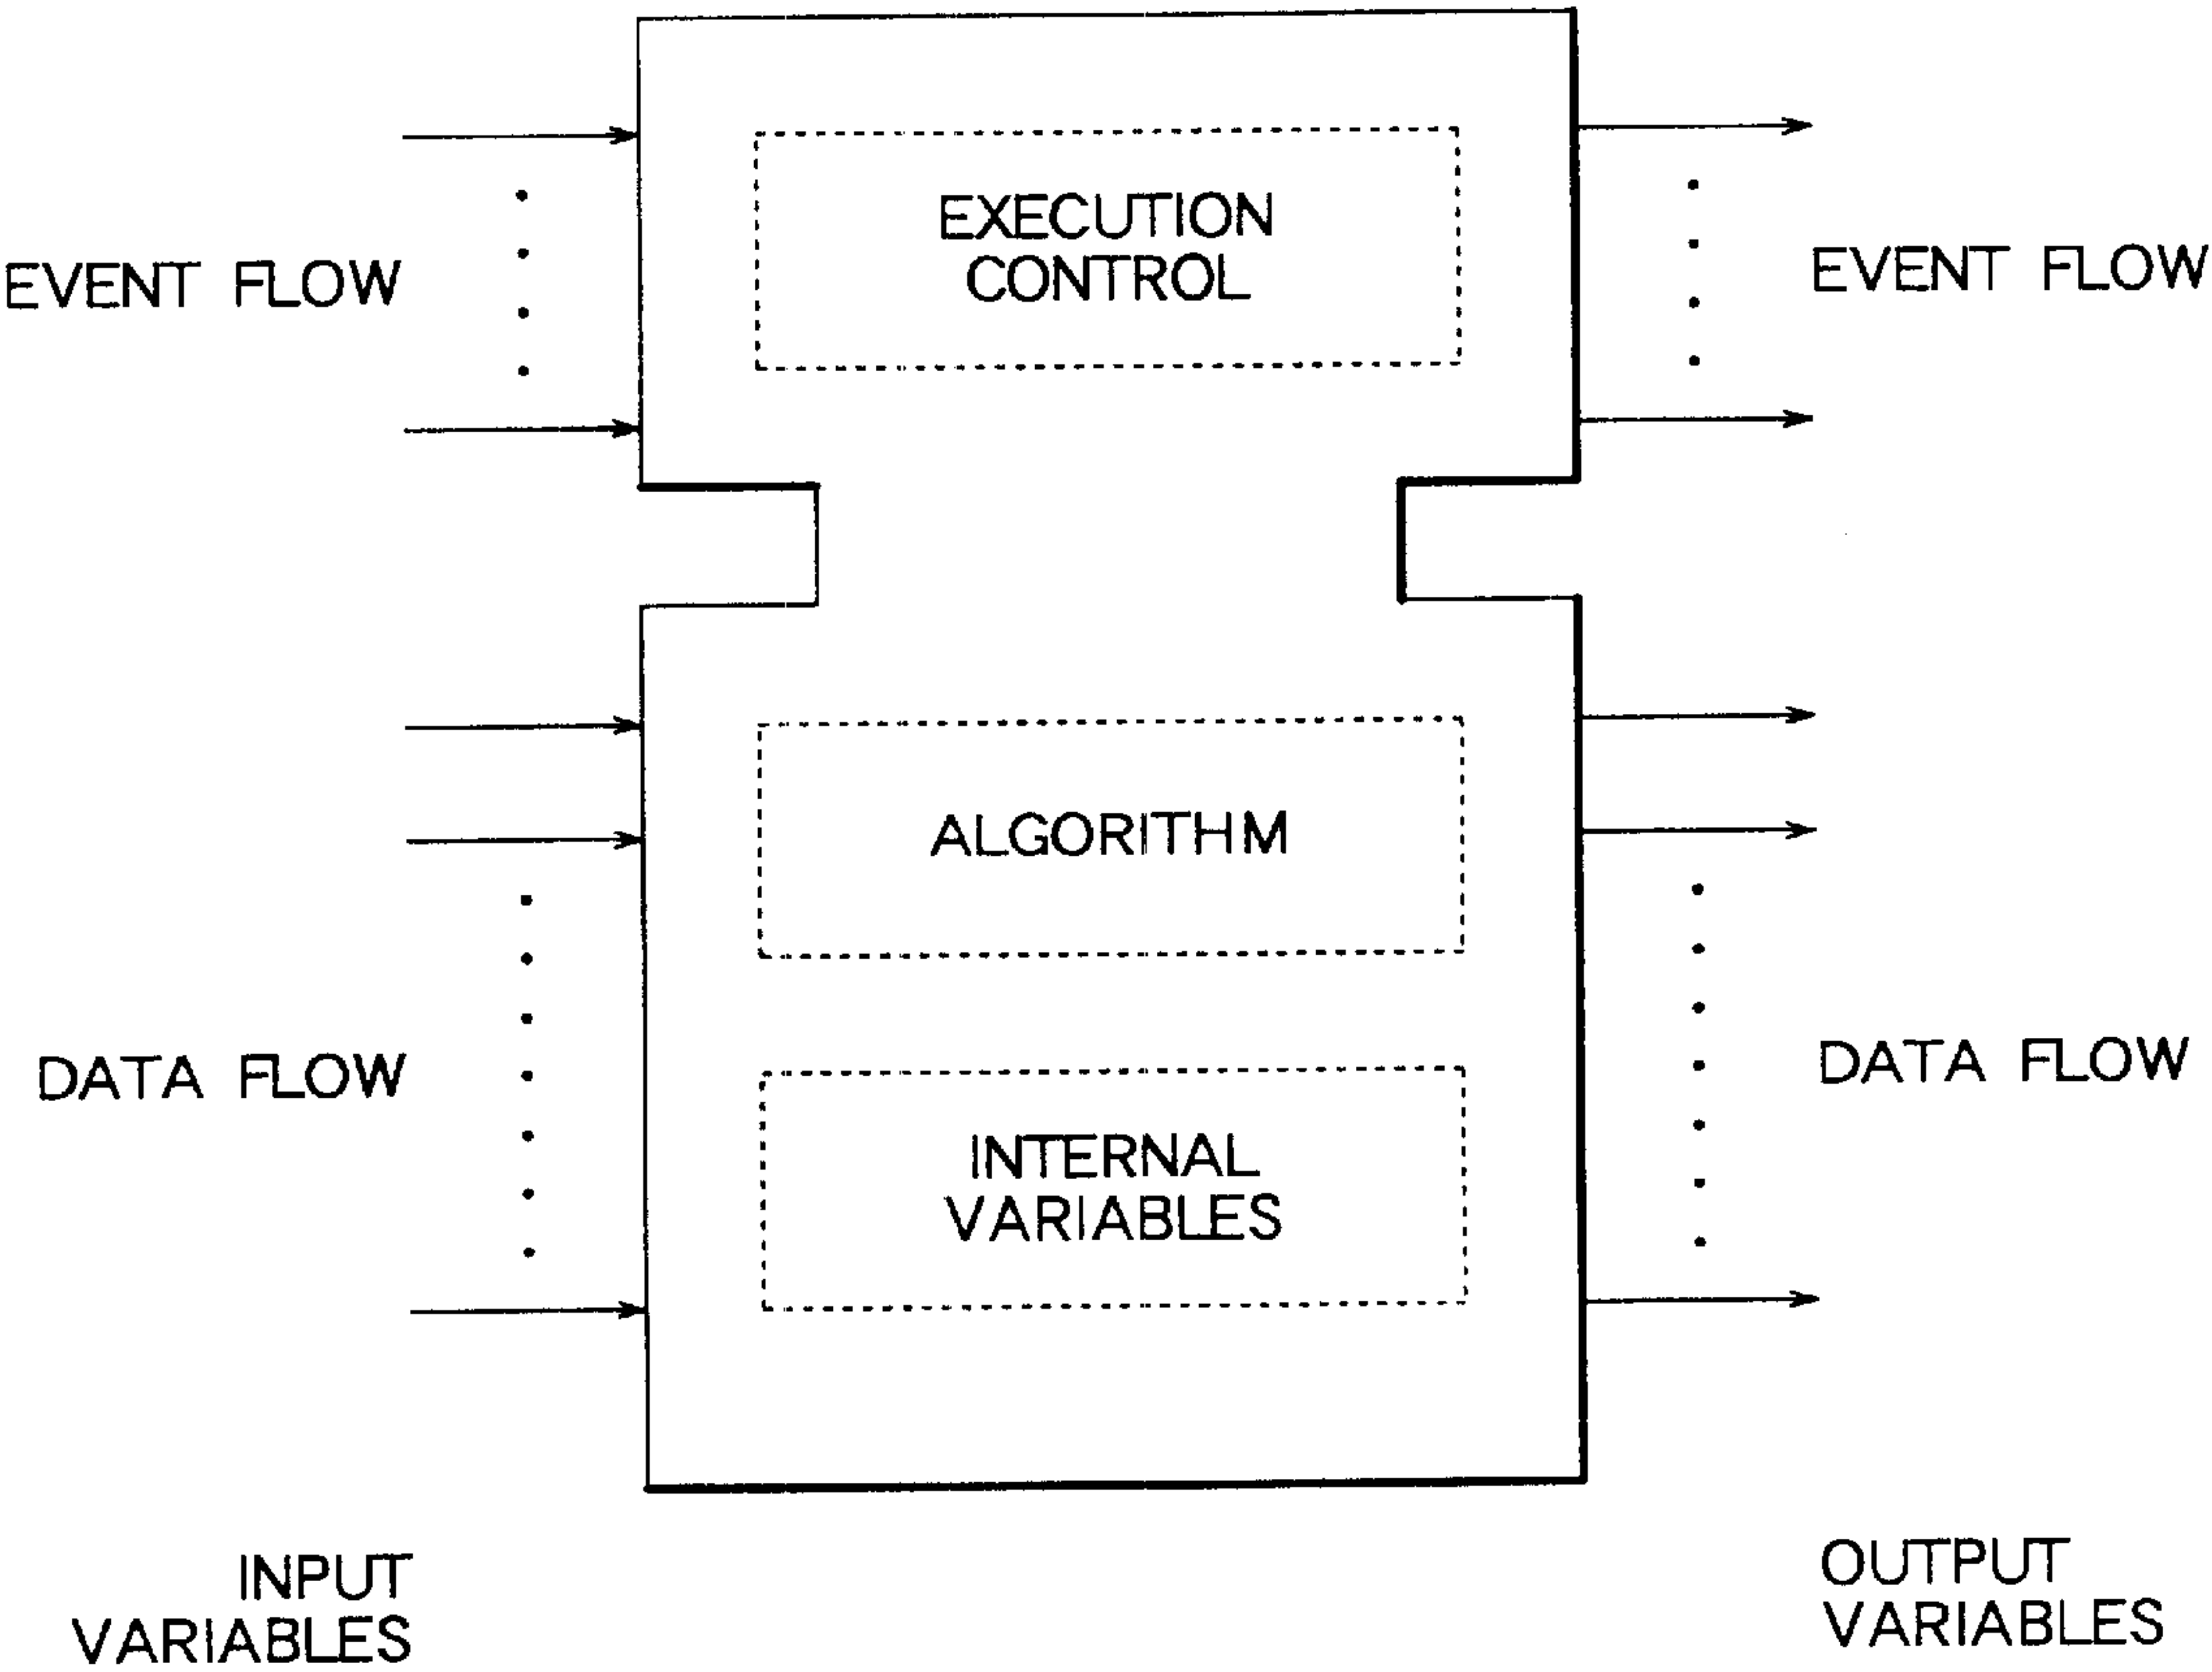 EXECUTION
CONTROL
EVENT FLOW
EVENT FLOW
ALGORITHM
DATA FLOW
DATA FLOW
INTERNAL
VARIABLES
INPUT
VARIABLES
OUTPUT
VARIABLES